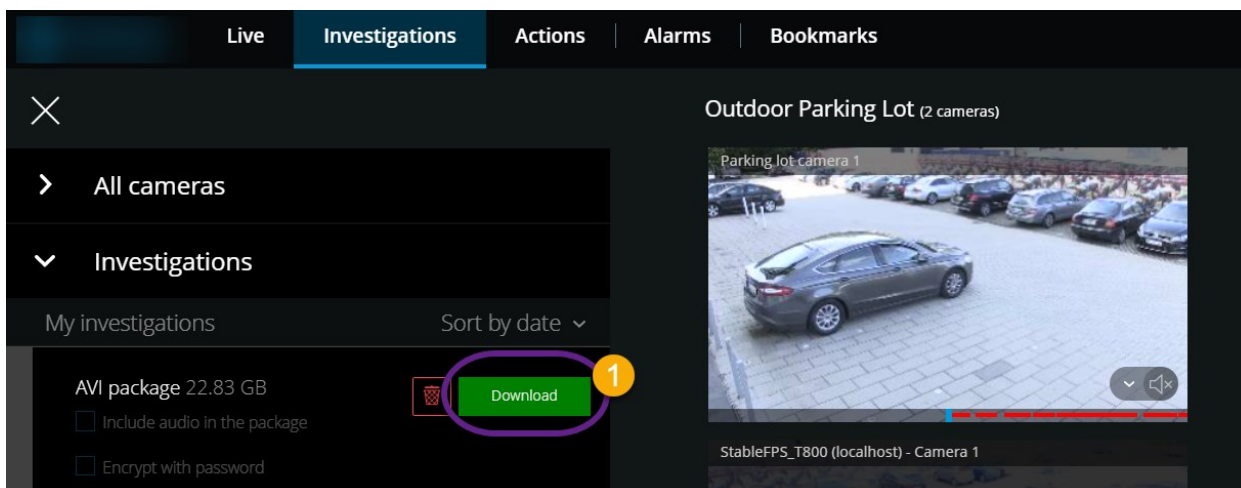 Live Investigations Actions Alarms Bookmarks
All cameras
Investigations
My investigations Sort by date
AVI package 22.83 GB
Download
1
Include audio in the package
Encrypt with password
Outdoor Parking Lot (2 cameras)
Parking lot camera 1
StableFPS_T800 (localhost) - Camera 1